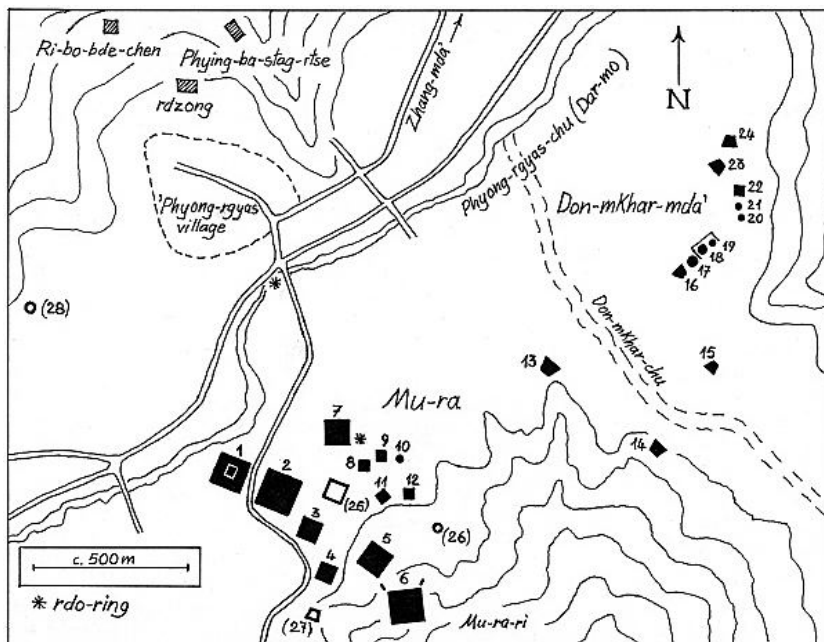 Ri-bo-bde-chen
Phying-ba-stag-rtse
rdzong
Zhang-mda'
N
'Phyong-rgyas
village
Phyong-rgyas-chu (Dar-mo)
Don-mKhar-mda'
24
23
22
21
20
19
18
17
16
(28)
Don-mKhar-chu
13
15
Mu-ra
7
14
1
2
9
10
8
(25)
11
12
3
(26)
5
4
6
(27)
Mu-ra-ri
c. 500 m
* rdo-ring